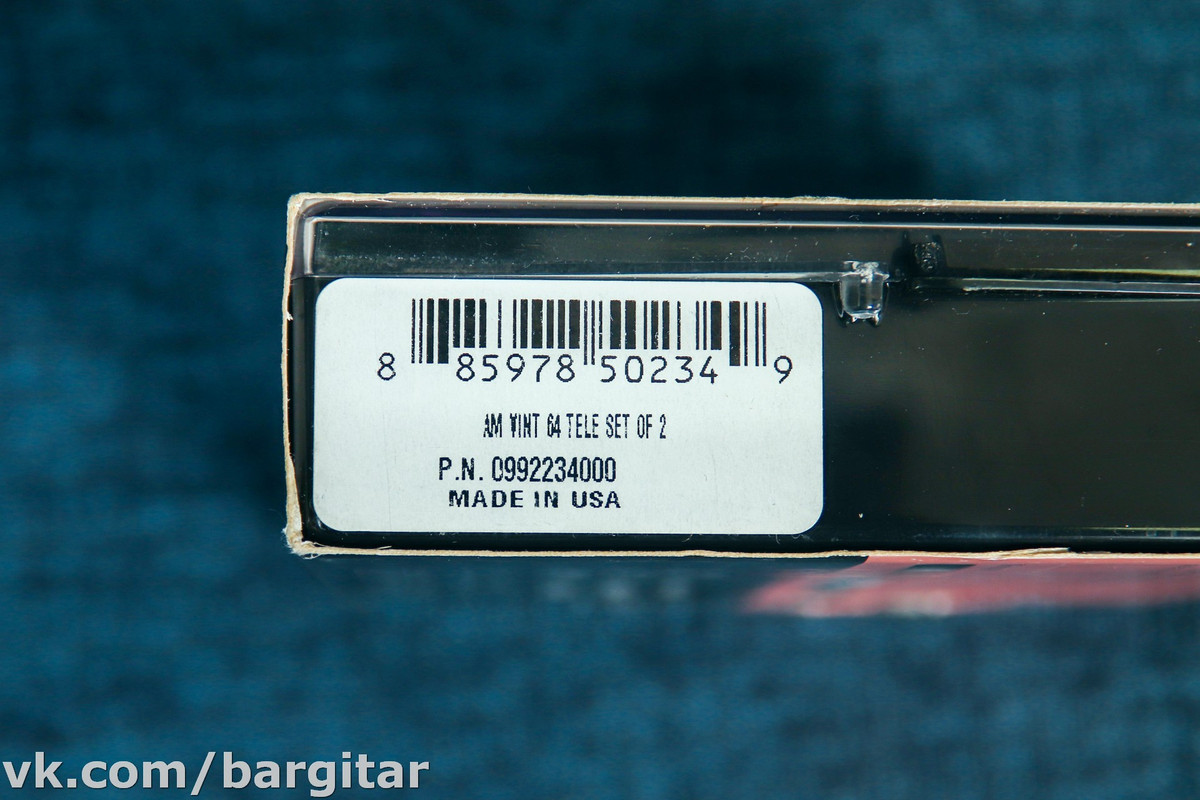 8 85978 50234 9
AM VINT 64 TELE SET OF 2
P.N. 0992234000
MADE IN USA
vk.com/bargitar